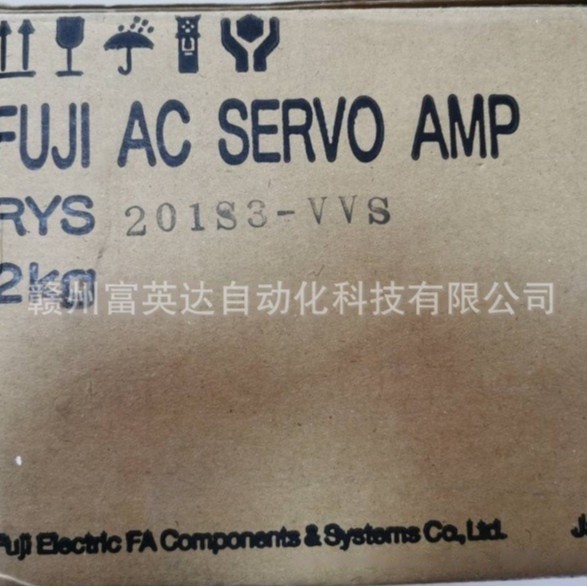 FUJI AC SERVO AMP
RYS 201S3-VVS
2kg
赣州富英达自动化科技有限公司
Fuji Electric FA Components & Systems Co., Ltd.